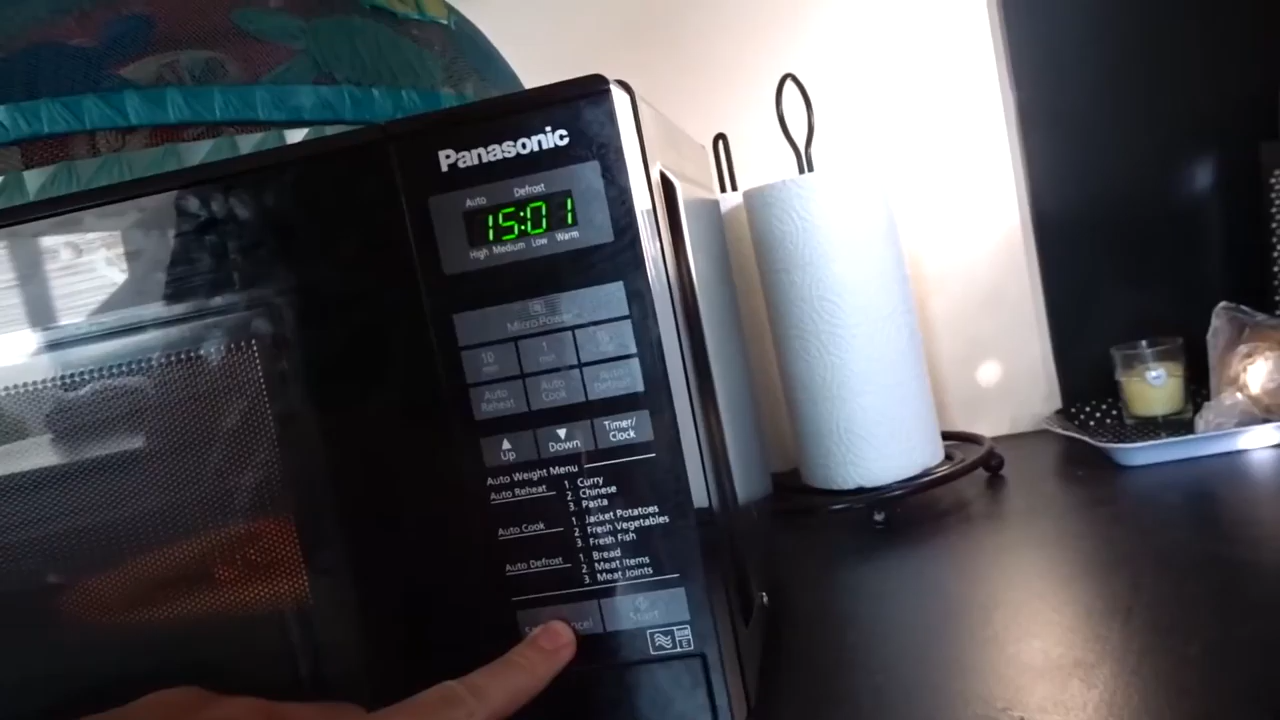 Panasonic
Auto Defrost
15:01
High Medium Low Warm
Micro Power
10 min 1 min
Auto Reheat Auto Cook Auto Defrost
Up Down Timer/Clock
Auto Weight Menu
Auto Reheat 1. Curry
2. Chinese
3. Pasta
Auto Cook 1. Jacket Potatoes
2. Fresh Vegetables
3. Fresh Fish
Auto Defrost 1. Bread
2. Meat Items
3. Meat Joints
Start
E